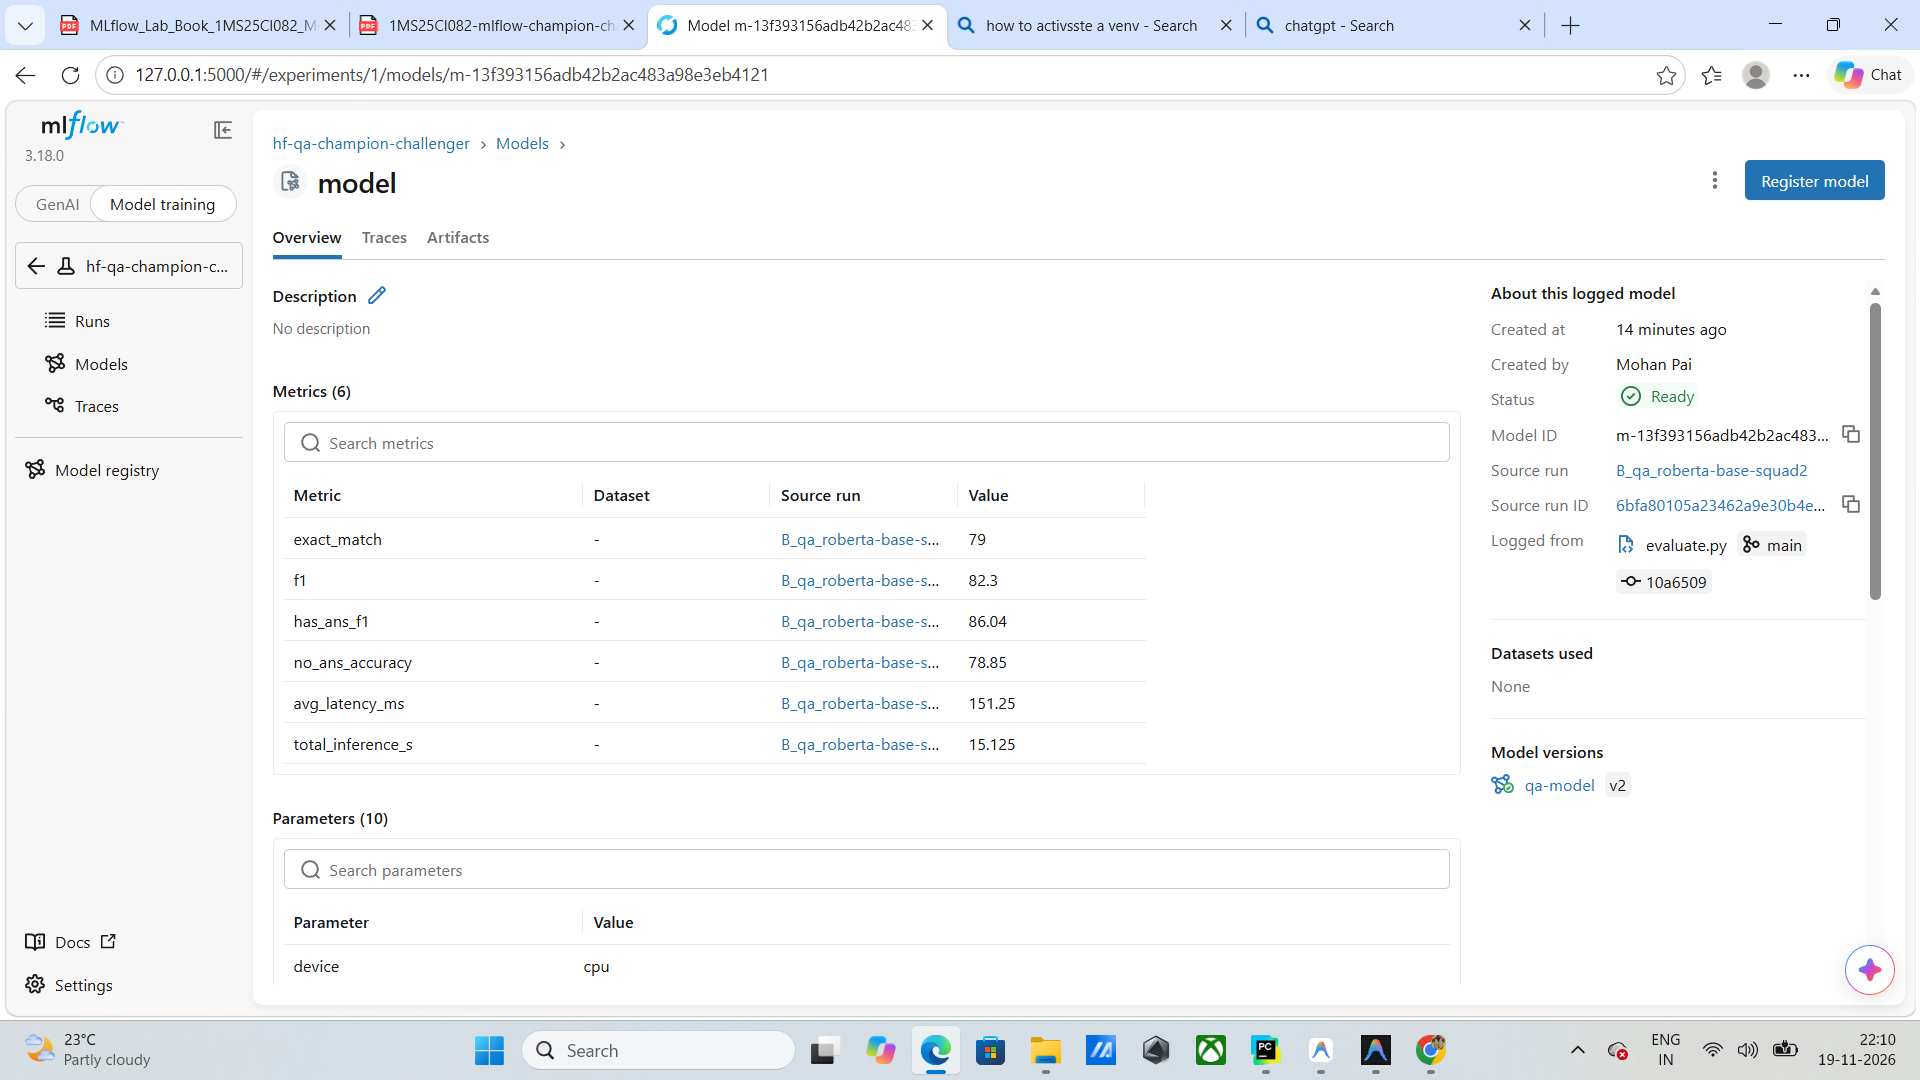 MLflow_Lab_Book_1MS25CI082_M
1MS25CI082-mlflow-champion-ch
Model m-13f393156adb42b2ac483
how to activsste a venv - Search
chatgpt - Search
127.0.0.1:5000/#/experiments/1/models/m-13f393156adb42b2ac483a98e3eb4121
Chat
mlflow
3.18.0
GenAI
Model training
hf-qa-champion-c...
Runs
Models
Traces
Model registry
Docs
Settings
hf-qa-champion-challenger › Models ›
model
Register model
Overview
Traces
Artifacts
Description
No description
Metrics (6)
Search metrics
Metric Dataset Source run Value
exact_match - B_qa_roberta-base-s... 79
f1 - B_qa_roberta-base-s... 82.3
has_ans_f1 - B_qa_roberta-base-s... 86.04
no_ans_accuracy - B_qa_roberta-base-s... 78.85
avg_latency_ms - B_qa_roberta-base-s... 151.25
total_inference_s - B_qa_roberta-base-s... 15.125
Parameters (10)
Search parameters
Parameter Value
device cpu
About this logged model
Created at 14 minutes ago
Created by Mohan Pai
Status Ready
Model ID m-13f393156adb42b2ac483...
Source run B_qa_roberta-base-squad2
Source run ID 6bfa80105a23462a9e30b4e...
Logged from evaluate.py main
10a6509
Datasets used
None
Model versions
qa-model v2
23°C
Partly cloudy
Search
PC
ENG
IN
22:10
19-11-2026